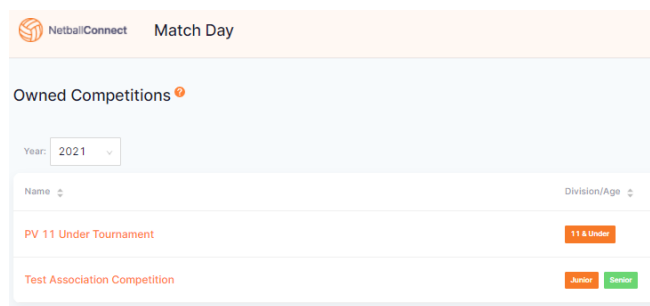 NetballConnect Match Day
Owned Competitions ?
Year: 2021
Name Division/Age
PV 11 Under Tournament 11 & Under
Test Association Competition Junior Senior